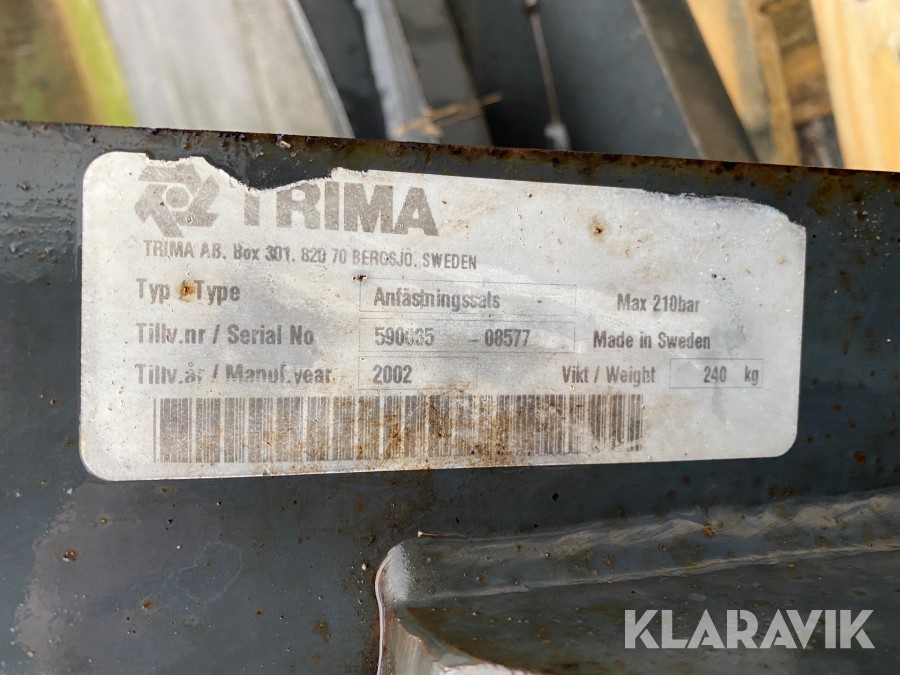 TRIMA
TRIMA AB. Box 301. 820 70 BERGSJÖ. SWEDEN
Typ / Type Anfästningssats Max 210bar
Tillv.nr / Serial No 590035 -08577 Made in Sweden
Tillv.år / Manuf.year 2002 Vikt / Weight 240 kg
KLARAVIK